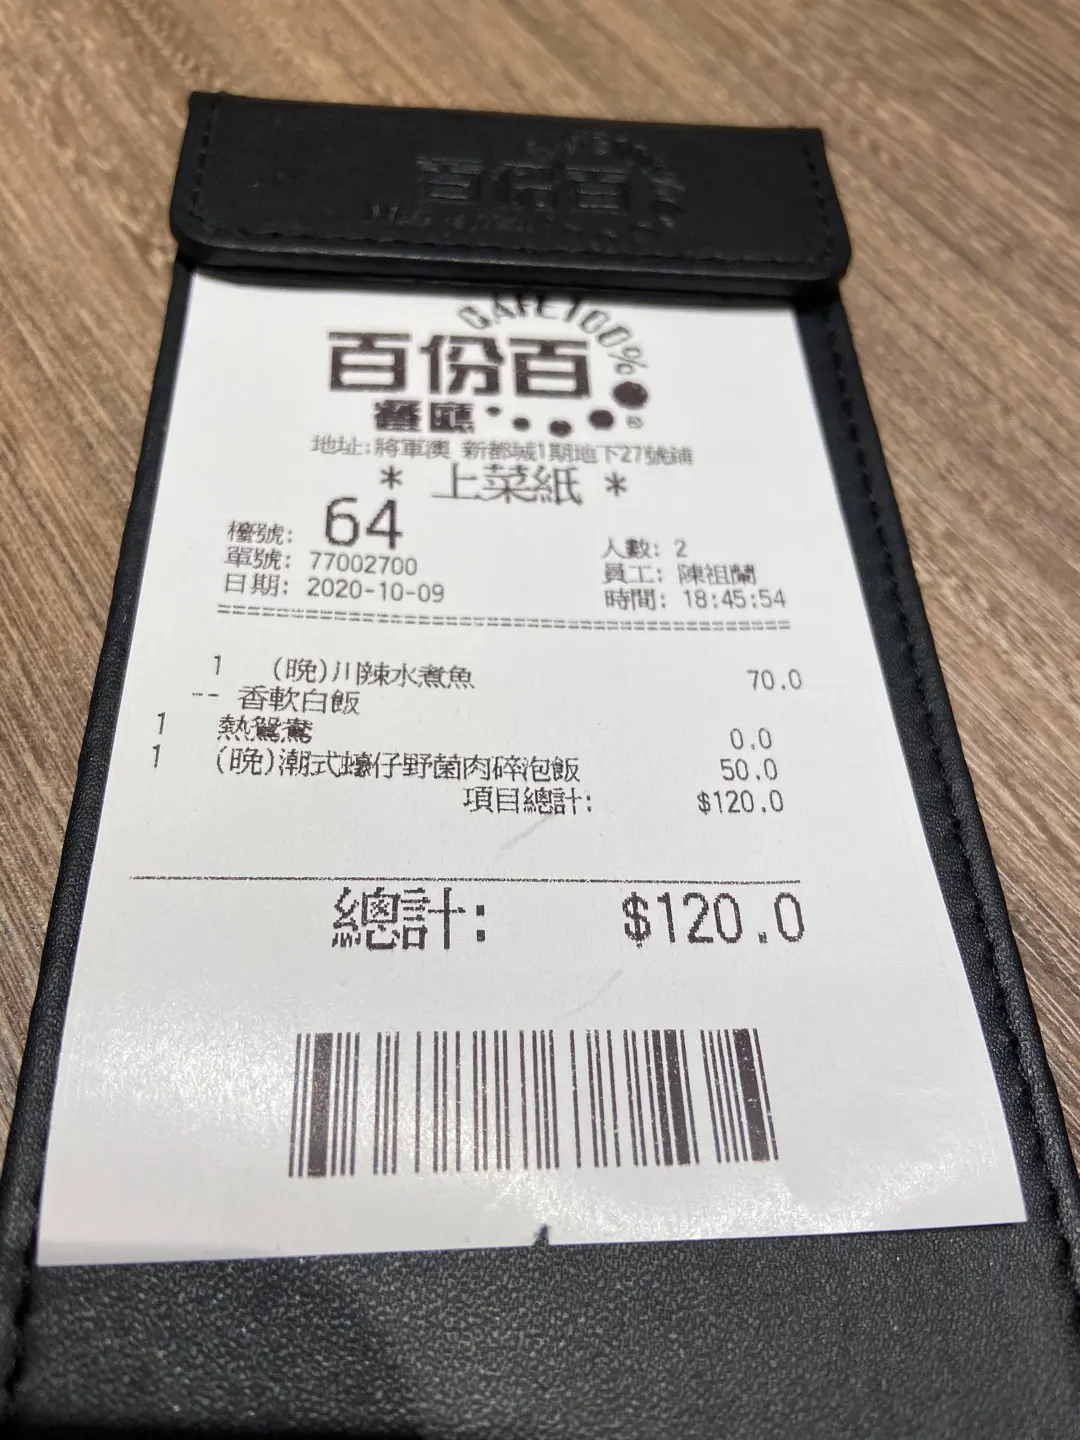 百份百
CAFE100%
百份百
餐廳
地址:將軍澳 新都城1期地下27號鋪
* 上菜紙 *
檯號: 64
人數: 2
單號: 77002700
員工: 陳祖蘭
日期: 2020-10-09
時間: 18:45:54
1 (晚)川辣水煮魚 70.0
-- 香軟白飯
1 熱鴛鴦 0.0
1 (晚)潮式蠔仔野菌肉碎泡飯 50.0
項目總計: $120.0
總計: $120.0